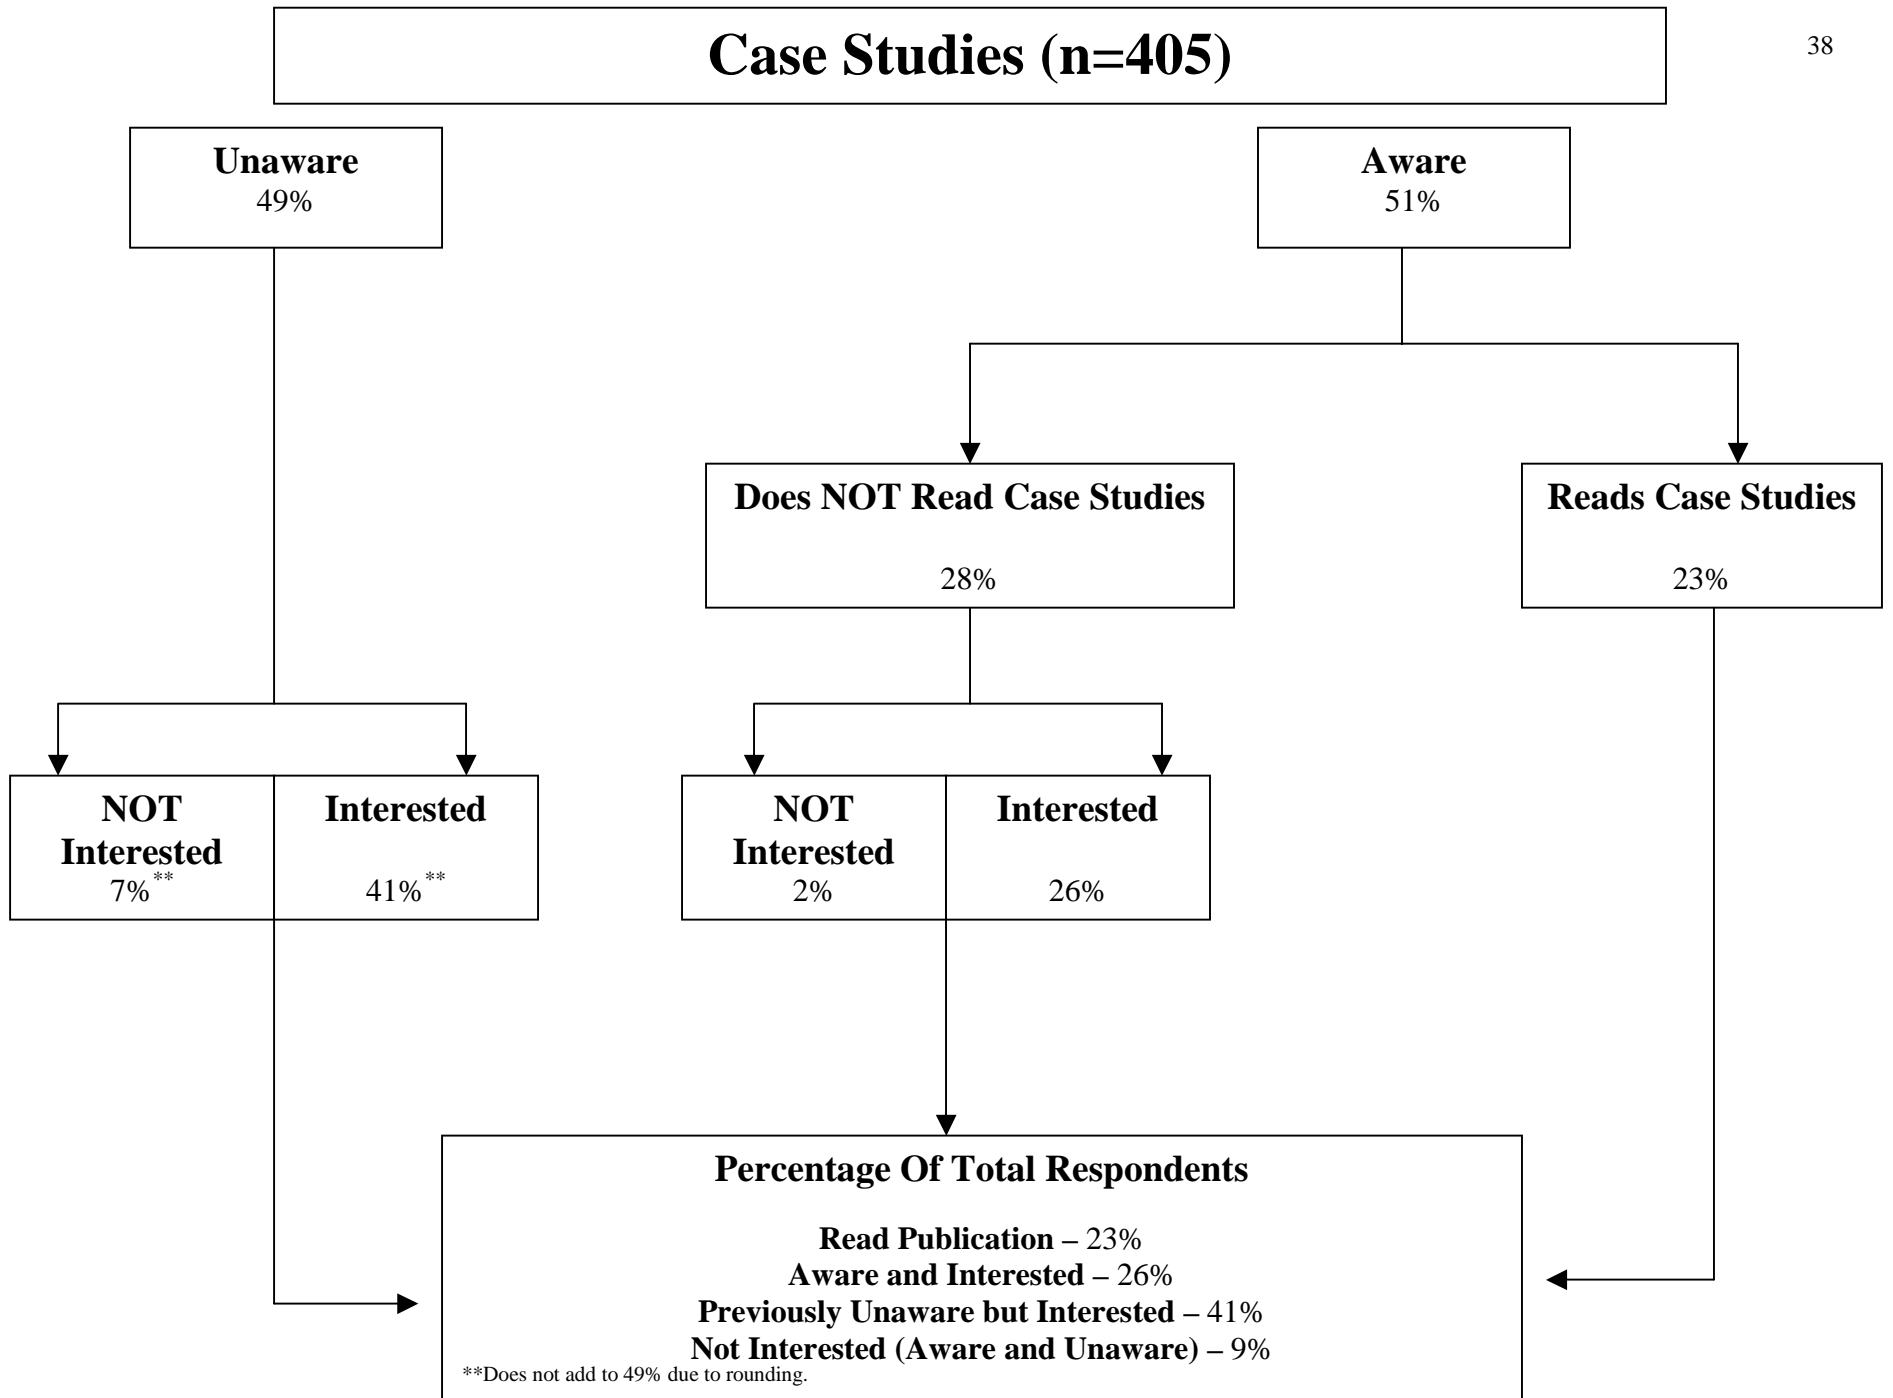 Case Studies (n=405)
38
Unaware
49%
Aware
51%
Does NOT Read Case Studies
28%
Reads Case Studies
23%
NOT
Interested
7%**
Interested
41%**
NOT
Interested
2%
Interested
26%
Percentage Of Total Respondents
Read Publication – 23%
Aware and Interested – 26%
Previously Unaware but Interested – 41%
Not Interested (Aware and Unaware) – 9%
**Does not add to 49% due to rounding.